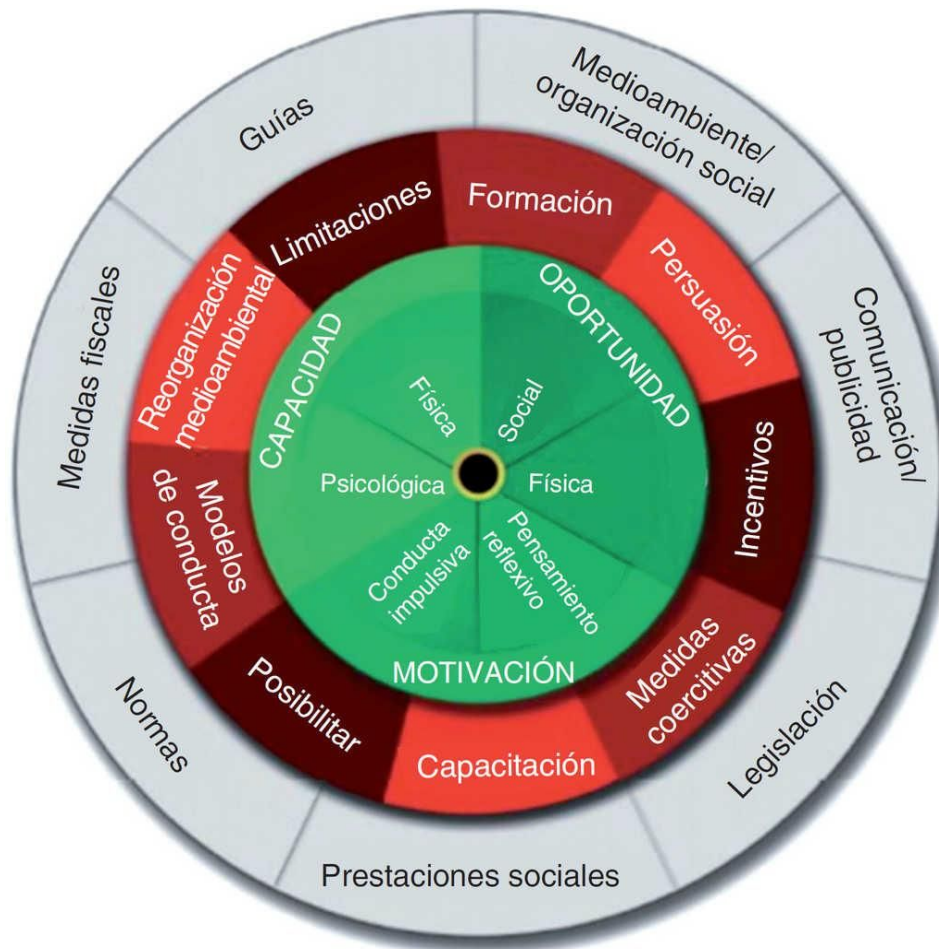 Guías
Medioambiente/
organización social
Comunicación/
publicidad
Legislación
Prestaciones sociales
Normas
Medidas fiscales
Limitaciones
Formación
Persuasión
Incentivos
Medidas
coercitivas
Capacitación
Posibilitar
Modelos
de conducta
Reorganización
medioambiental
CAPACIDAD
OPORTUNIDAD
MOTIVACIÓN
Física
Social
Psicológica
Física
Conducta
impulsiva
Pensamiento
reflexivo